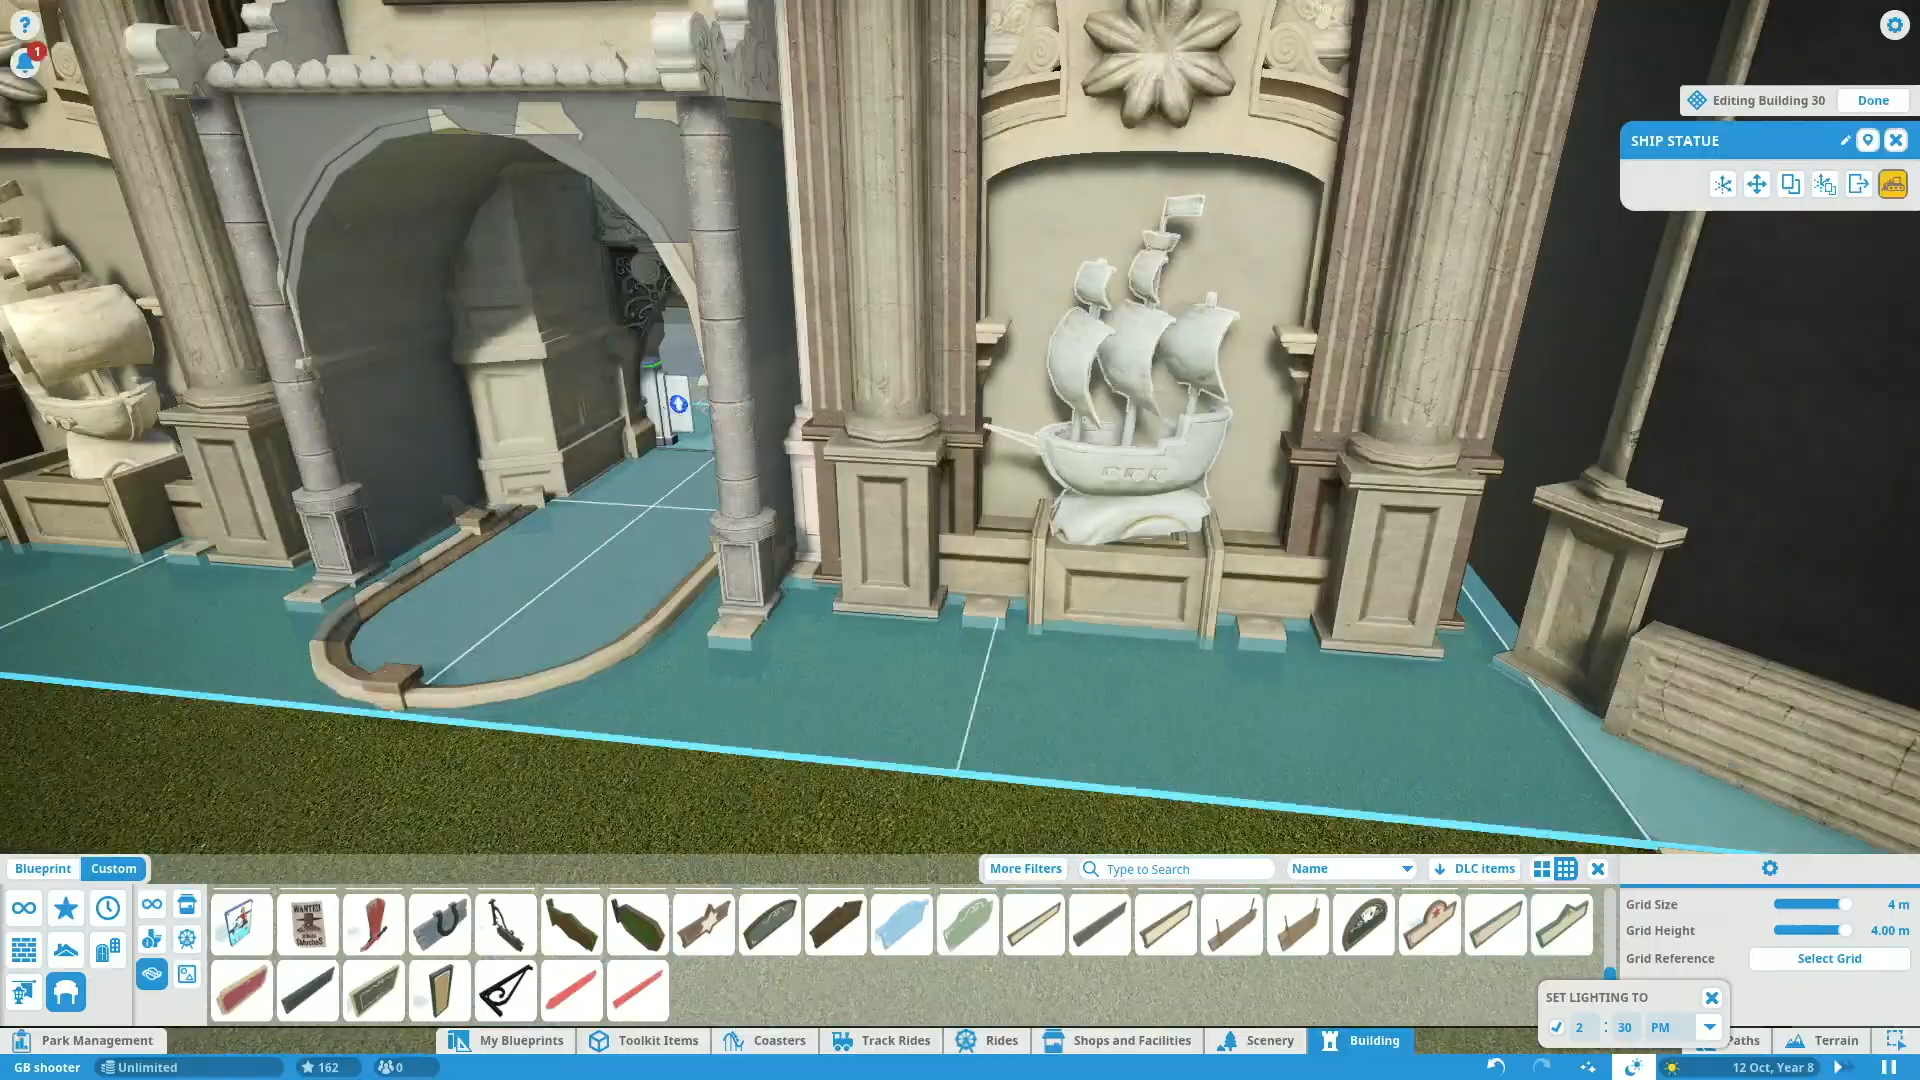 ?
1
Editing Building 30
Done
SHIP STATUE
Blueprint
Custom
More Filters
Type to Search
Name
DLC items
WANTED
Grid Size
4 m
Grid Height
4.00 m
Grid Reference
Select Grid
SET LIGHTING TO
2 : 30 PM
Park Management
My Blueprints
Toolkit Items
Coasters
Track Rides
Rides
Shops and Facilities
Scenery
Building
Paths
Terrain
GB shooter
Unlimited
162
0
12 Oct, Year 8